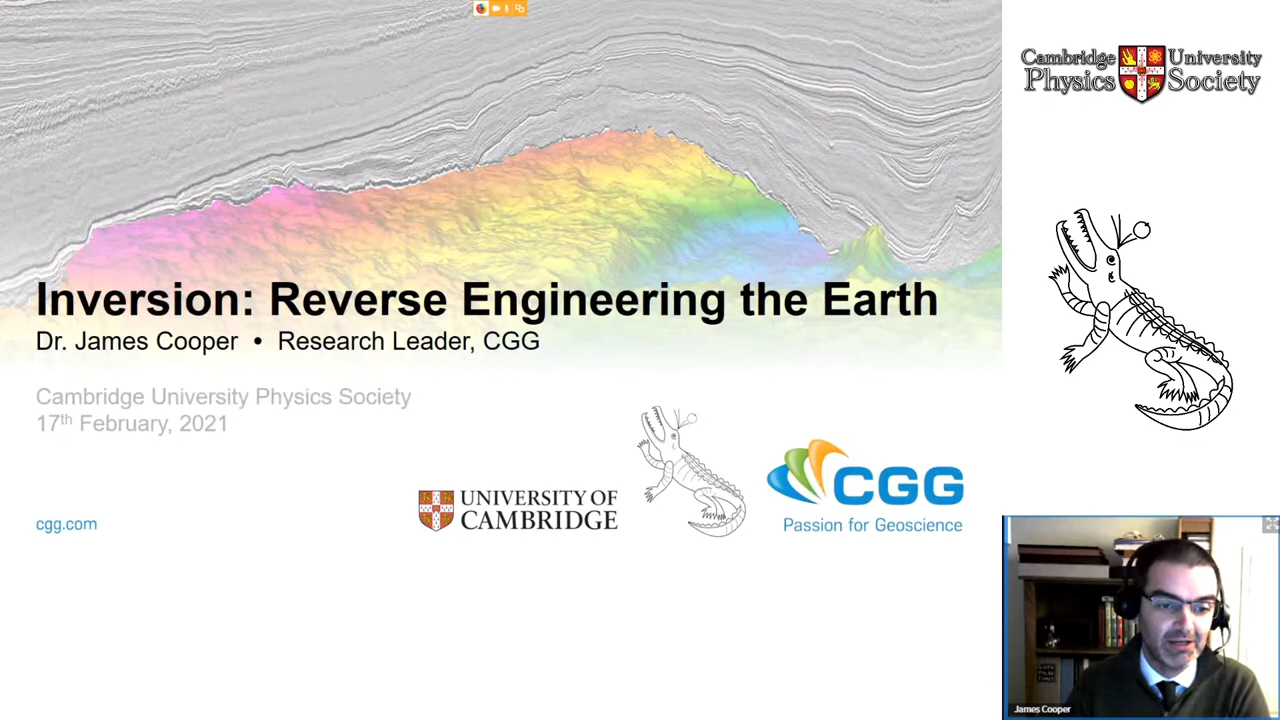 Cambridge University
Physics Society
Inversion: Reverse Engineering the Earth
Dr. James Cooper • Research Leader, CGG
Cambridge University Physics Society
17th February, 2021
UNIVERSITY OF
CAMBRIDGE
CGG
Passion for Geoscience
cgg.com
James Cooper